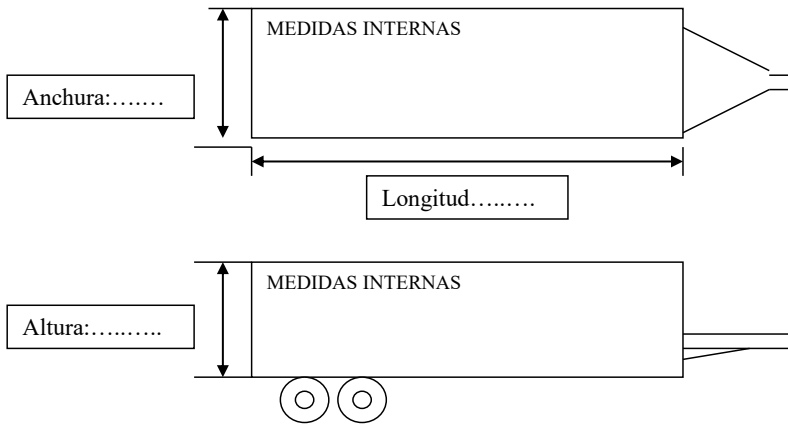 MEDIDAS INTERNAS
Anchura:…..…
Longitud…..….
MEDIDAS INTERNAS
Altura:…..…..